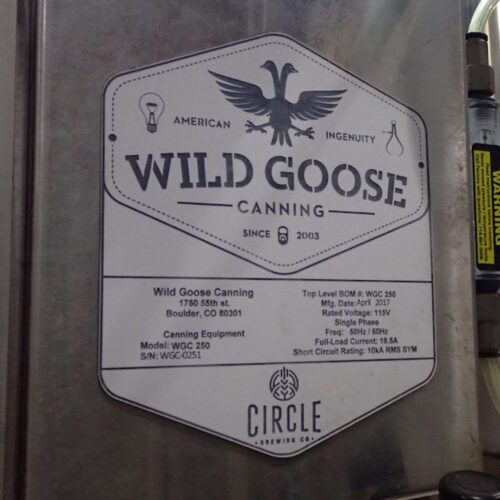 AMERICAN INGENUITY
WILD GOOSE
CANNING
SINCE 2003
Wild Goose Canning
1750 55th st.
Boulder, CO 80301
Canning Equipment
Model: WGC 250
S/N: WGC-0251
Top Level BOM #: WGC 250
Mfg. Date: April 2017
Rated Voltage: 115V
Single Phase
Freq: 50Hz / 60Hz
Full-Load Current: 18.5A
Short Circuit Rating: 10kA RMS SYM
CIRCLE
BREWING CO
WARNING